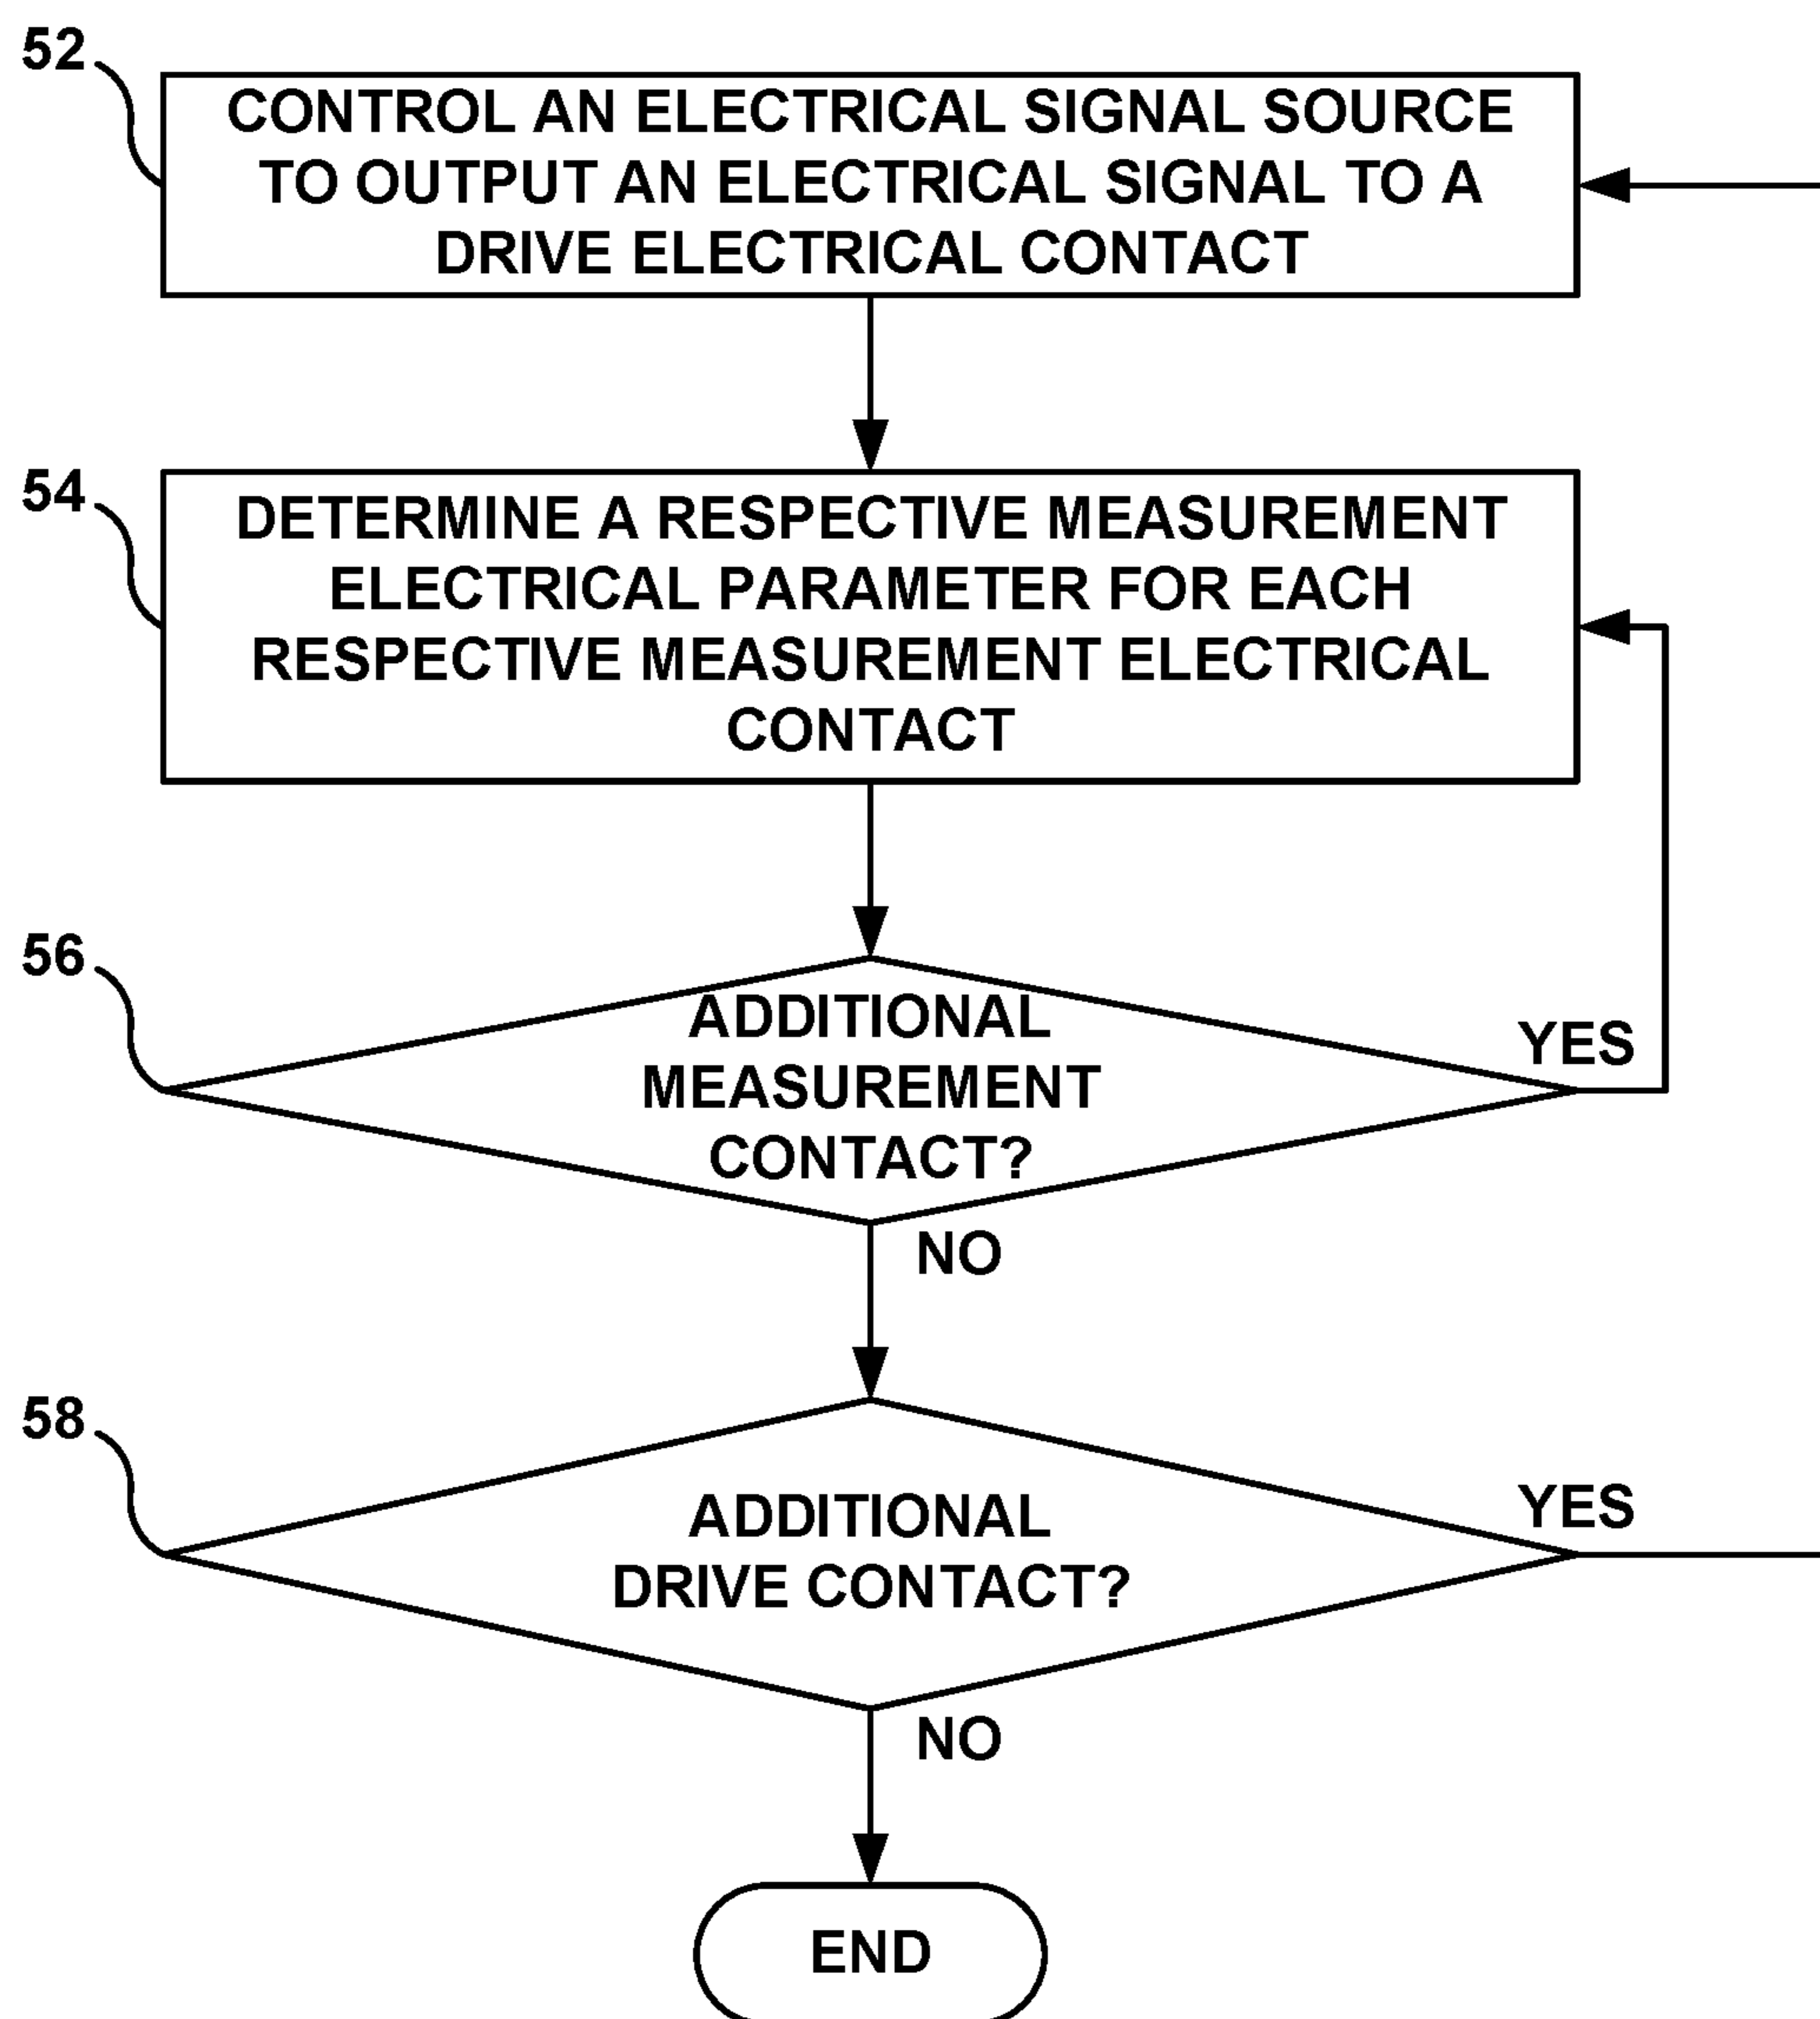 52
CONTROL AN ELECTRICAL SIGNAL SOURCE
TO OUTPUT AN ELECTRICAL SIGNAL TO A
DRIVE ELECTRICAL CONTACT
54
DETERMINE A RESPECTIVE MEASUREMENT
ELECTRICAL PARAMETER FOR EACH
RESPECTIVE MEASUREMENT ELECTRICAL
CONTACT
56
ADDITIONAL
MEASUREMENT
CONTACT?
YES
NO
58
ADDITIONAL
DRIVE CONTACT?
YES
NO
END